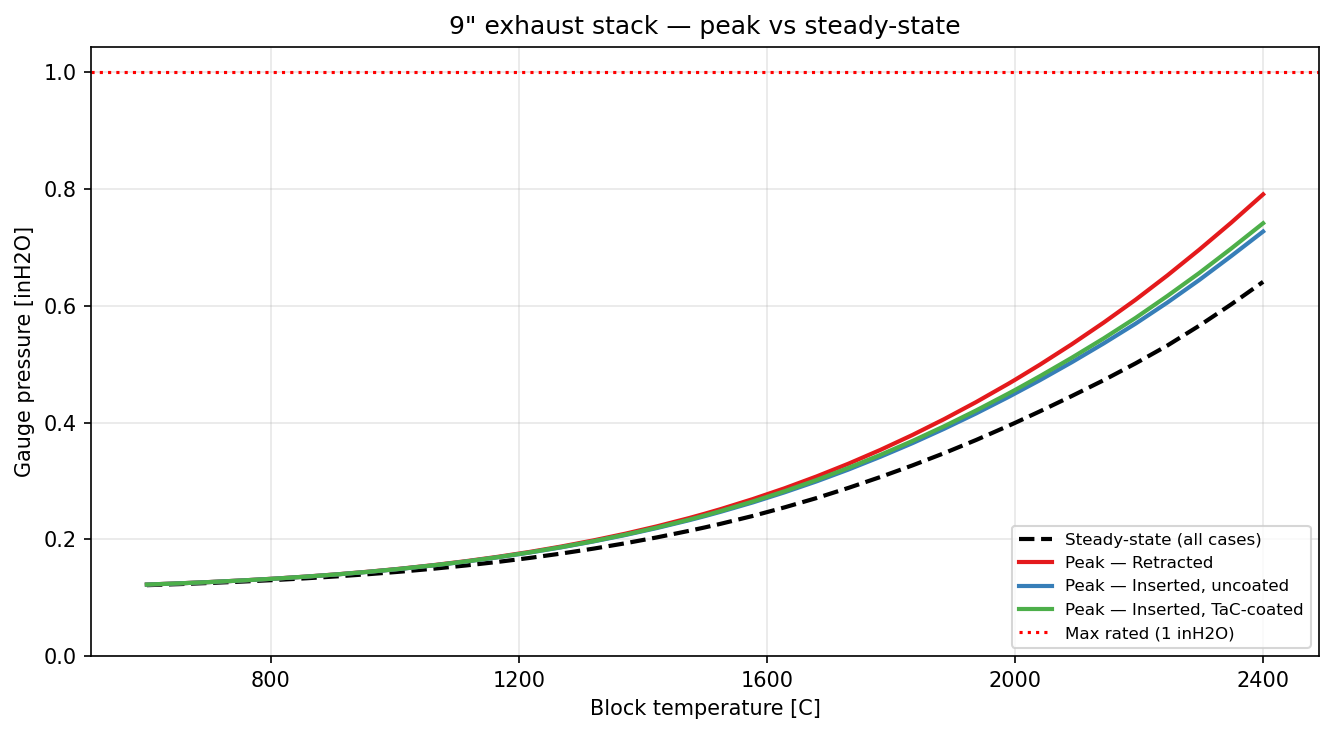 9" exhaust stack — peak vs steady-state
Gauge pressure [inH2O]
1.0
0.8
0.6
0.4
0.2
0.0
800
1200
1600
2000
2400
Block temperature [C]
Steady-state (all cases)
Peak — Retracted
Peak — Inserted, uncoated
Peak — Inserted, TaC-coated
Max rated (1 inH2O)